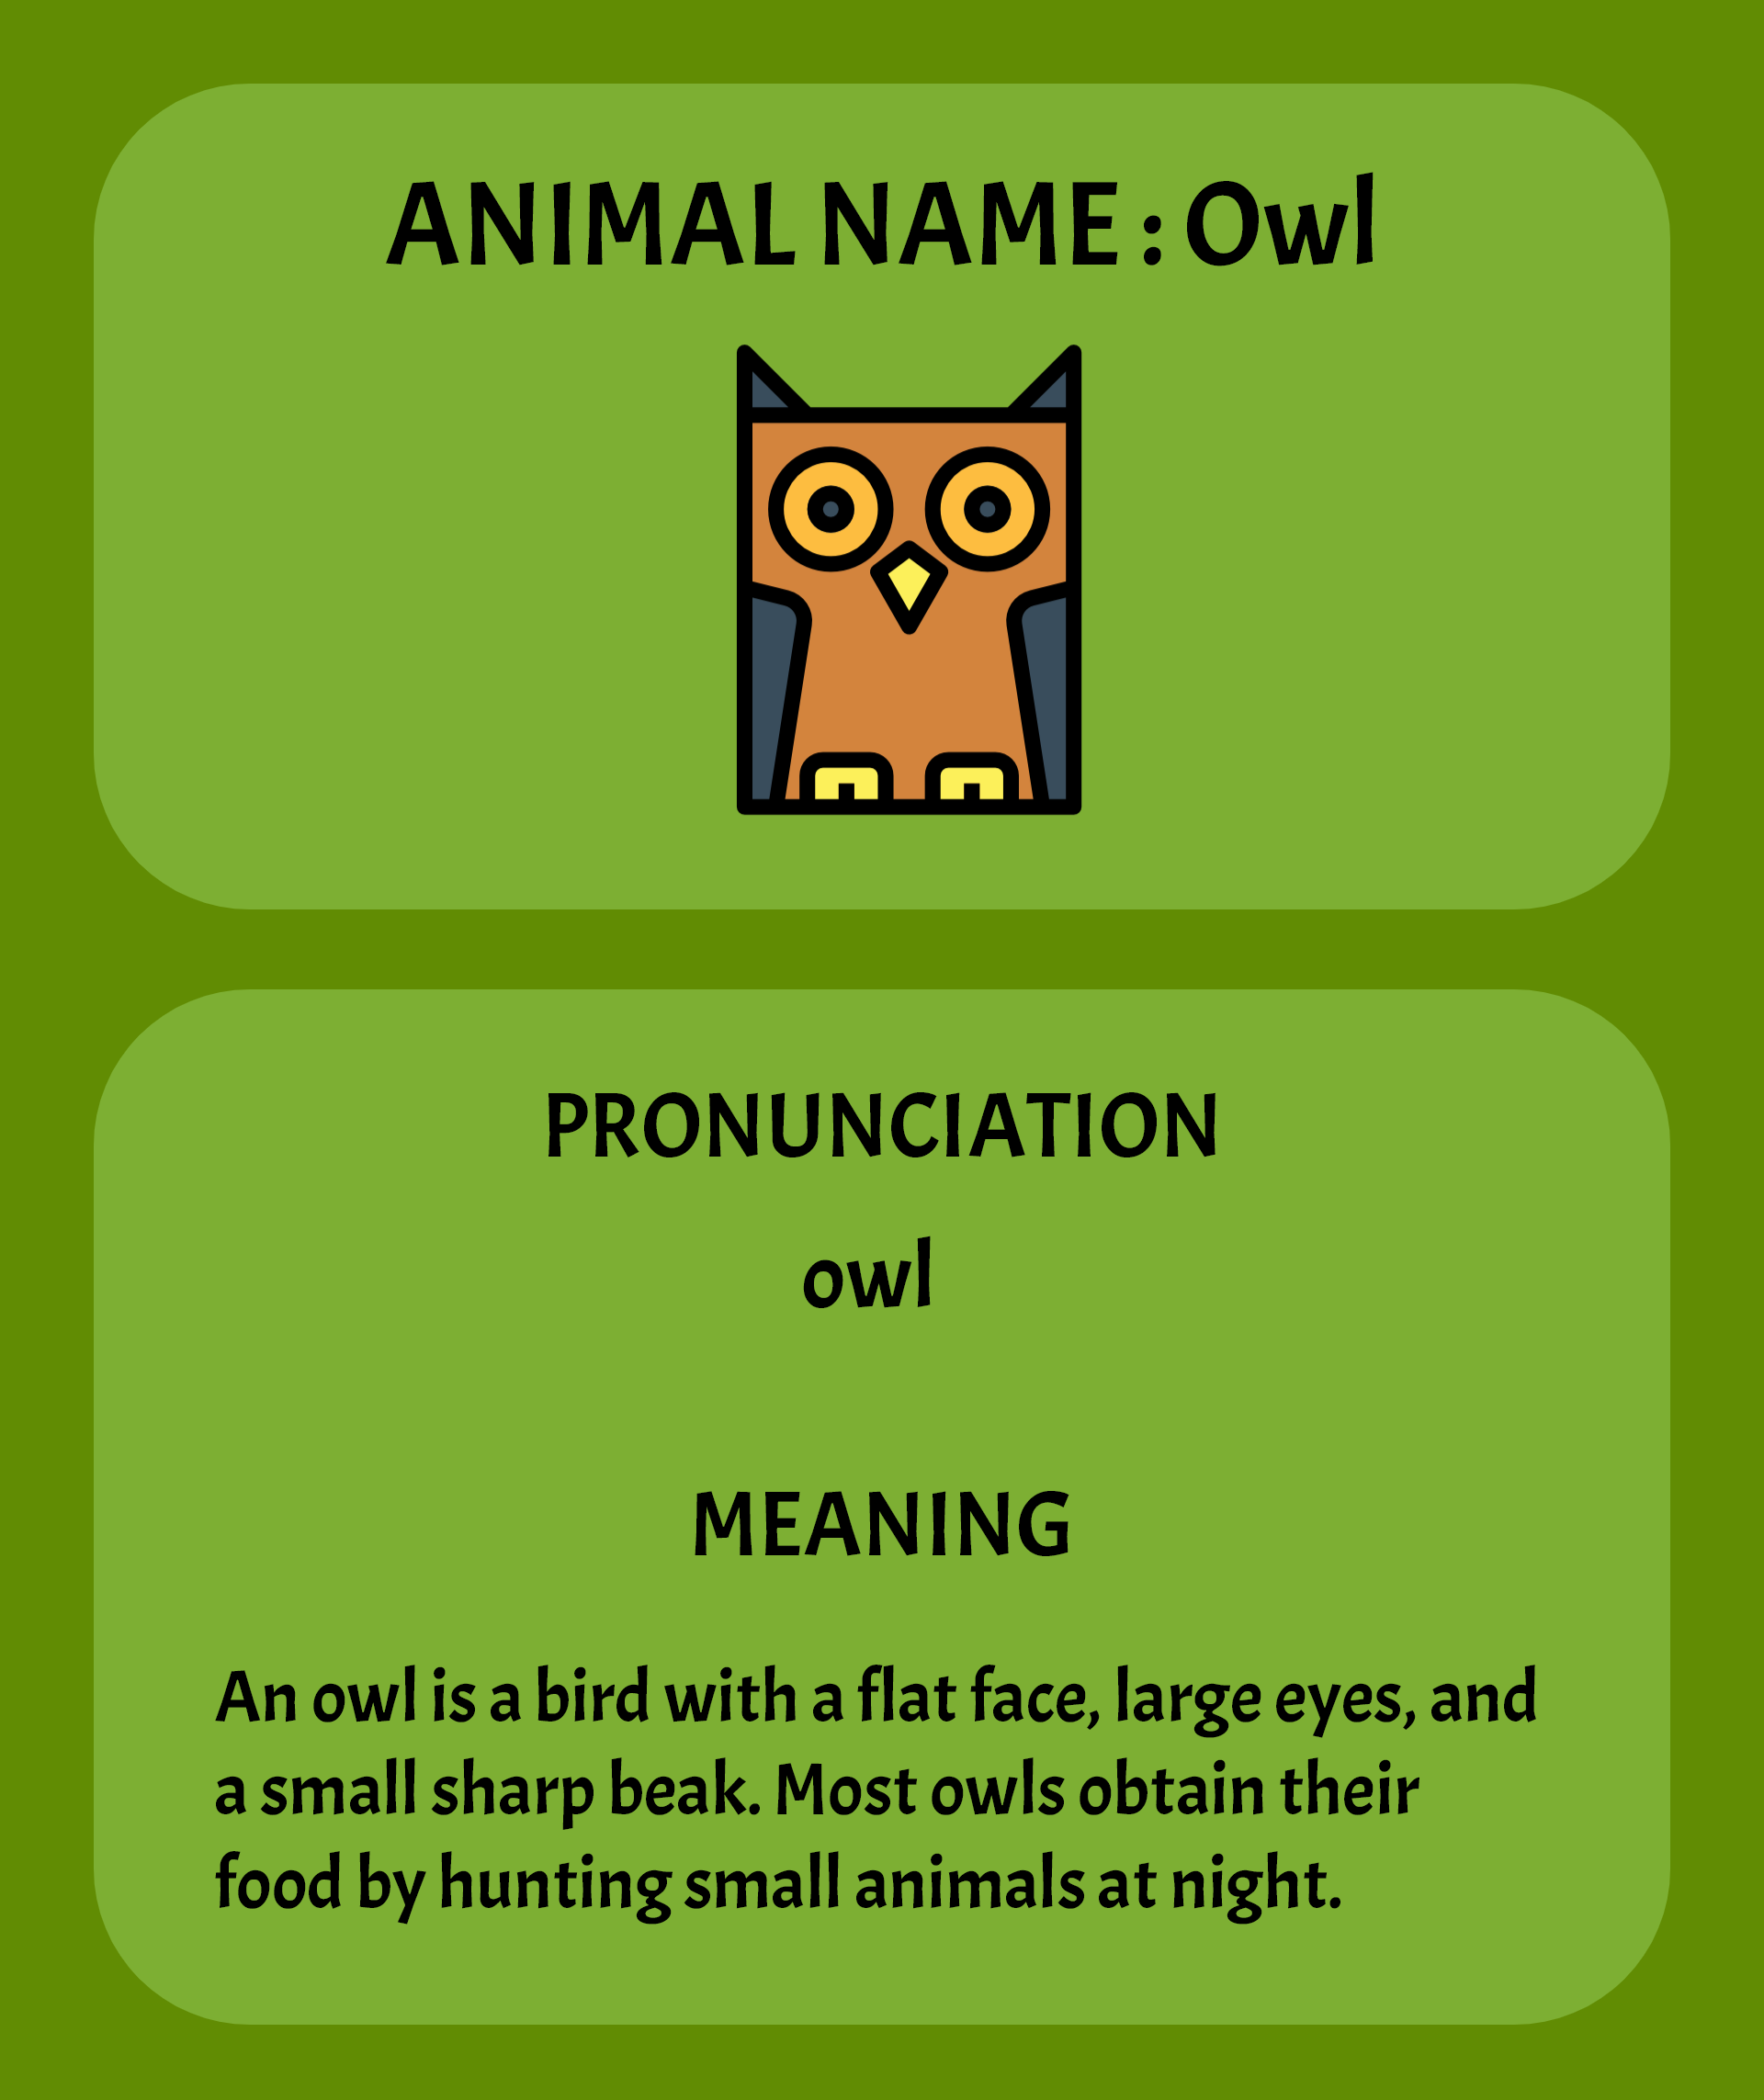 ANIMAL NAME : Owl
PRONUNCIATION
owl
MEANING
An owl is a bird with a flat face, large eyes, and
a small sharp beak. Most owls obtain their
food by hunting small animals at night.